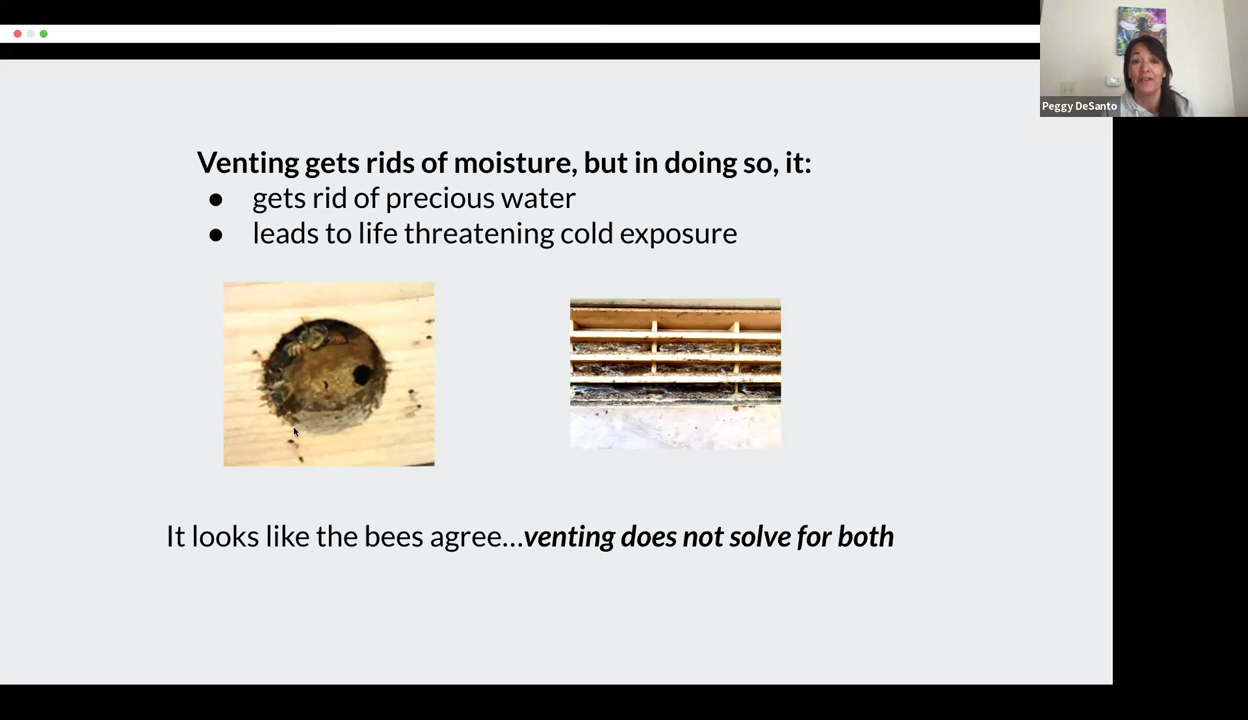 Peggy DeSanto
Venting gets rids of moisture, but in doing so, it:
● gets rid of precious water
● leads to life threatening cold exposure
It looks like the bees agree...venting does not solve for both